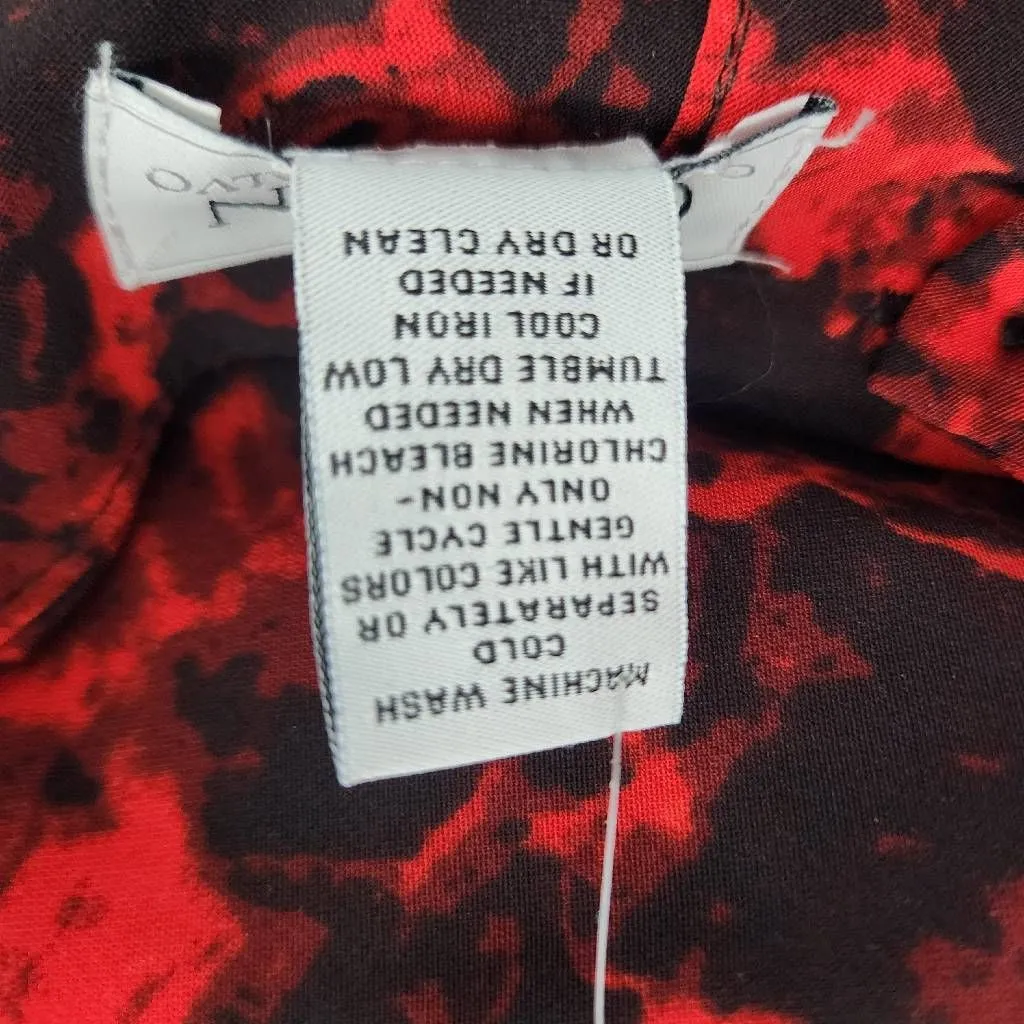 MACHINE WASH
COLD
SEPARATELY OR
WITH LIKE COLORS
GENTLE CYCLE
ONLY NON-
CHLORINE BLEACH
WHEN NEEDED
TUMBLE DRY LOW
COOL IRON
IF NEEDED
OR DRY CLEAN